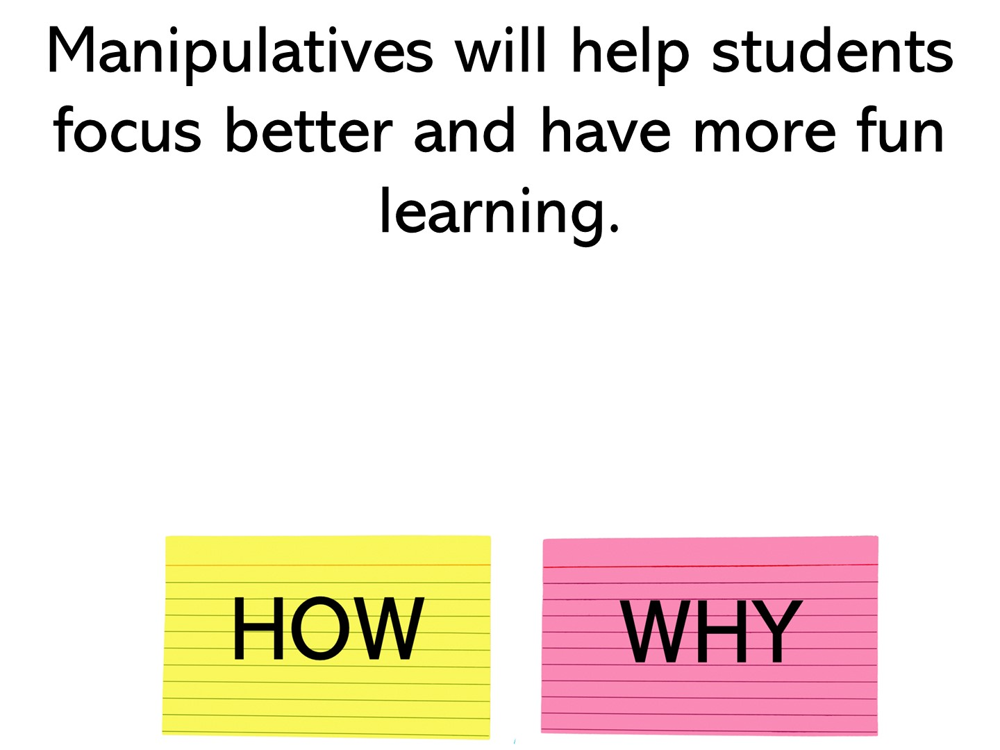 Manipulatives will help students
focus better and have more fun
learning.
HOW
WHY